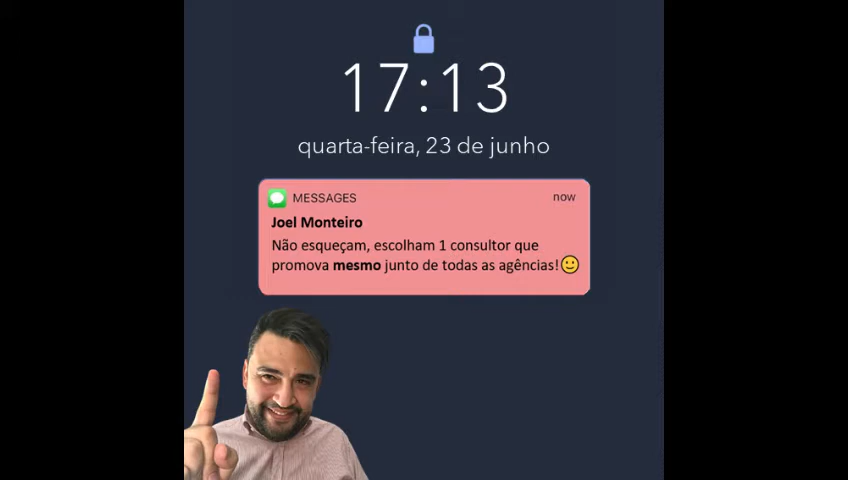 17:13
quarta-feira, 23 de junho
MESSAGES now
Joel Monteiro
Não esqueçam, escolham 1 consultor que
promova mesmo junto de todas as agências!🙂